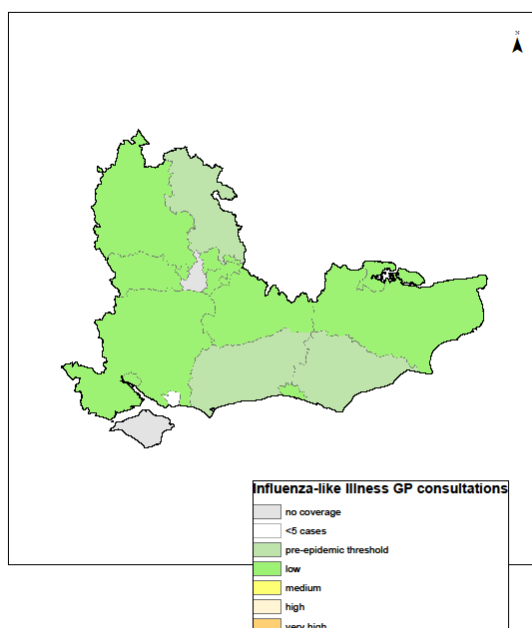 N
Influenza-like Illness GP consultations
no coverage
<5 cases
pre-epidemic threshold
low
medium
high
very high